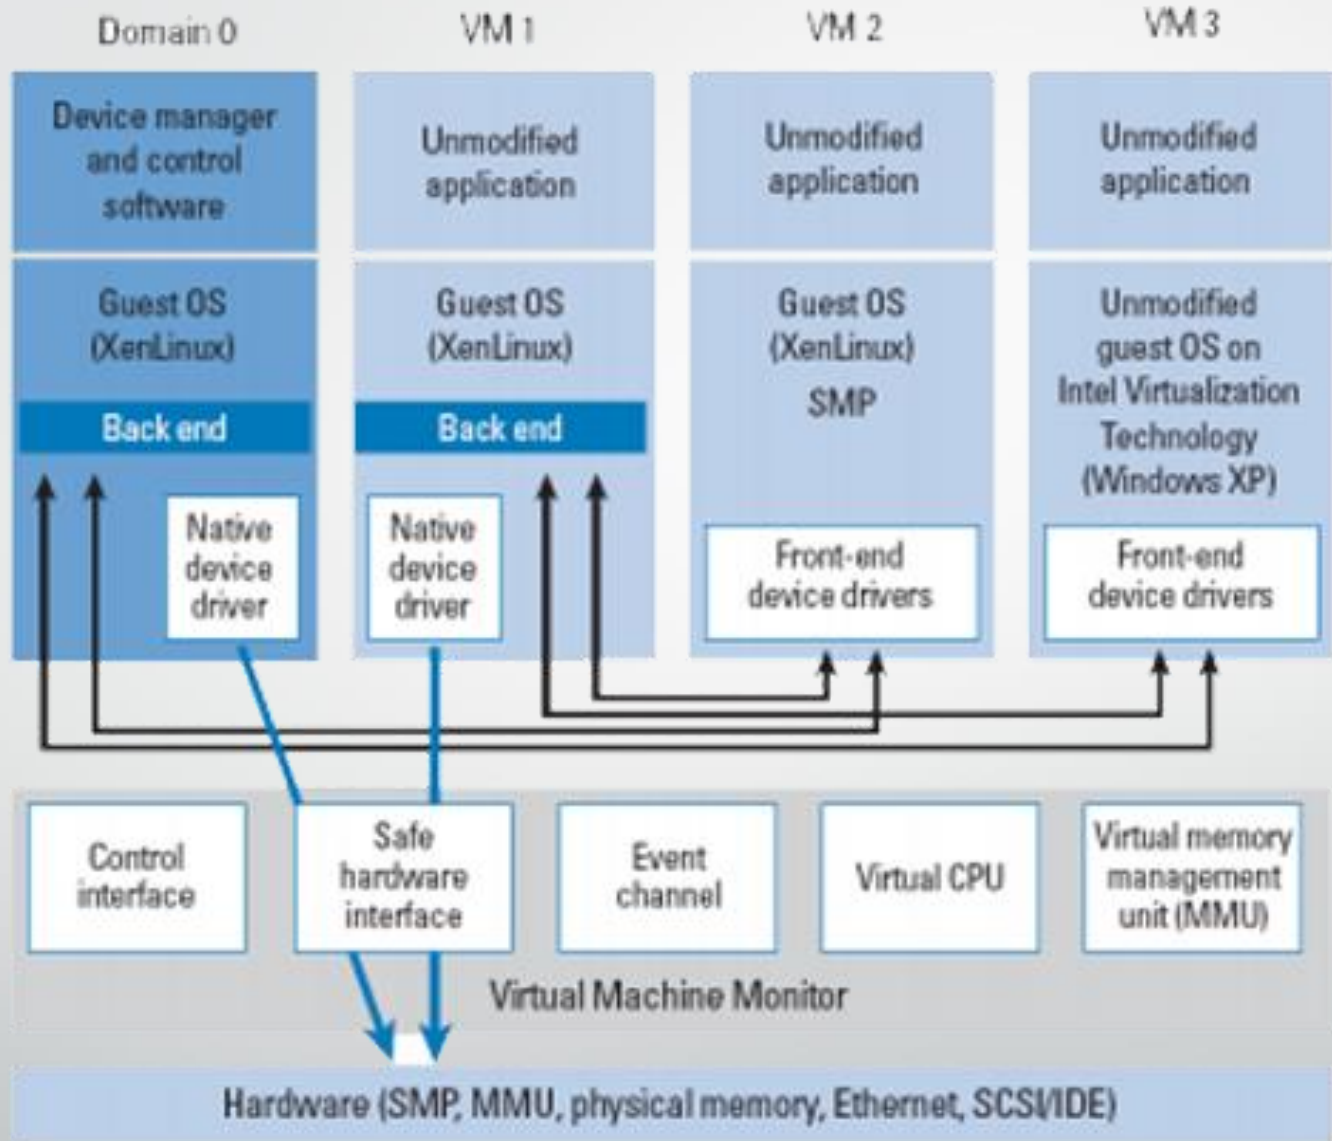 Domain 0
VM 1
VM 2
VM 3
Device manager
and control
software
Unmodified
application
Unmodified
application
Unmodified
application
Guest OS
(XenLinux)
Back end
Native
device
driver
Guest OS
(XenLinux)
Back end
Native
device
driver
Guest OS
(XenLinux)
SMP
Front-end
device drivers
Unmodified
guest OS on
Intel Virtualization
Technology
(Windows XP)
Front-end
device drivers
Control
interface
Safe
hardware
interface
Event
channel
Virtual CPU
Virtual memory
management
unit (MMU)
Virtual Machine Monitor
Hardware (SMP, MMU, physical memory, Ethernet, SCSI/IDE)